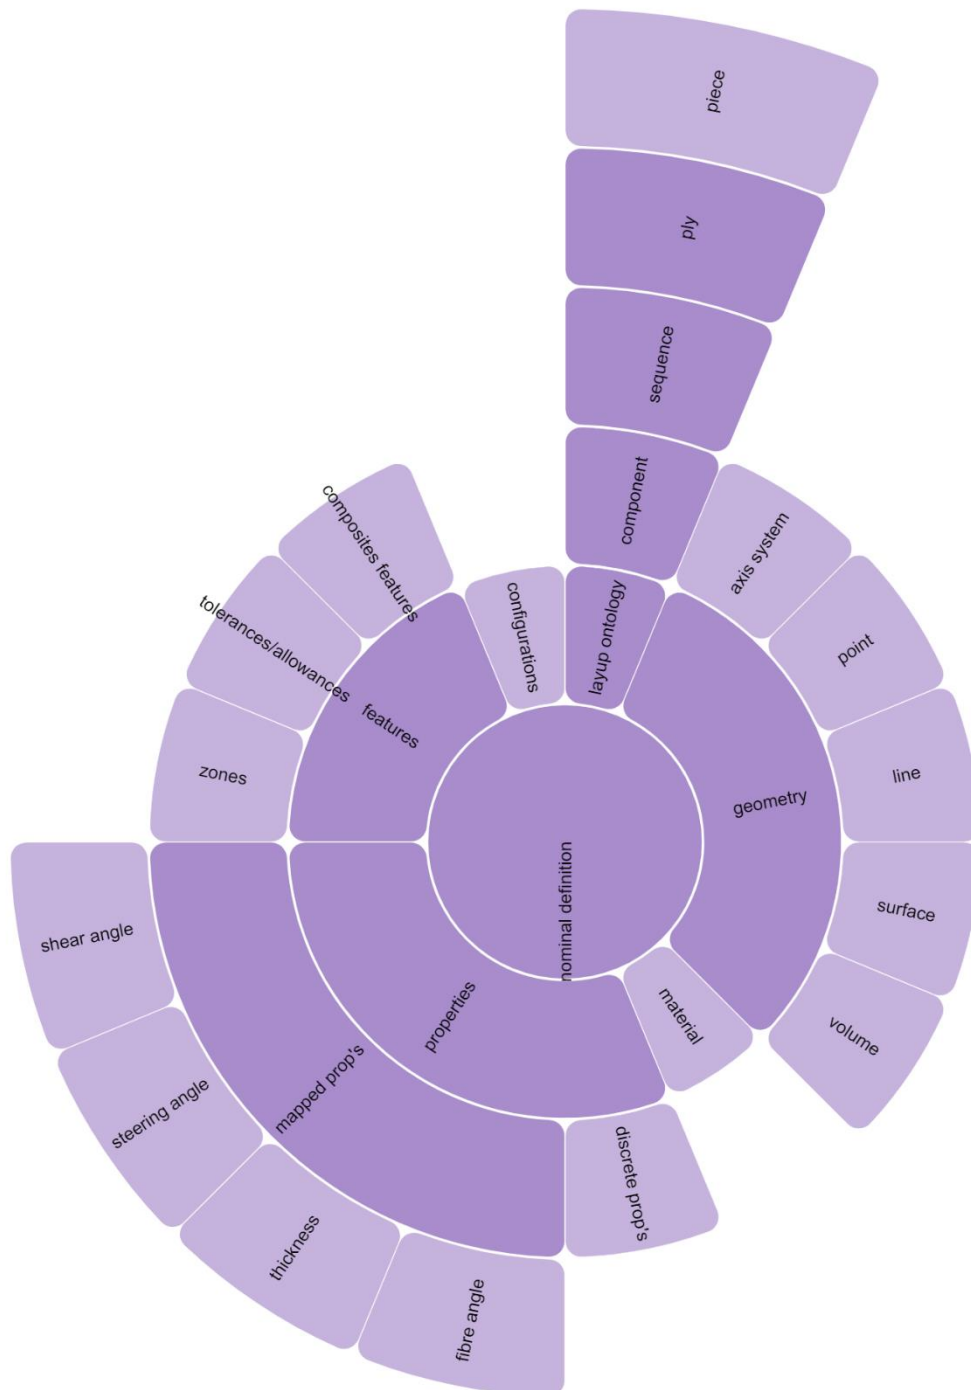 piece
ply
sequence
component
layup ontology
axis system
point
line
geometry
surface
volume
material
nominal definition
configurations
composites features
tolerances/allowances
features
zones
properties
mapped prop's
shear angle
steering angle
thickness
fibre angle
discrete prop's